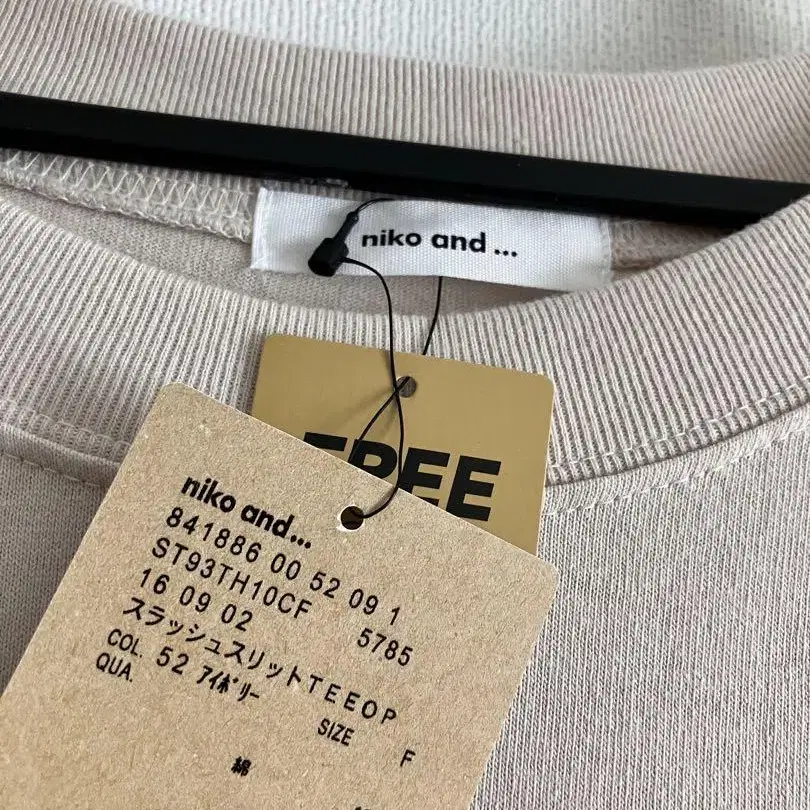 niko and ...
FREE
niko and...
841886 00 52 09 1
ST93TH10CF 5785
16 09 02
スラッシュスリットTEEOP
COL. 52 アイボリー
QUA. SIZE F
綿